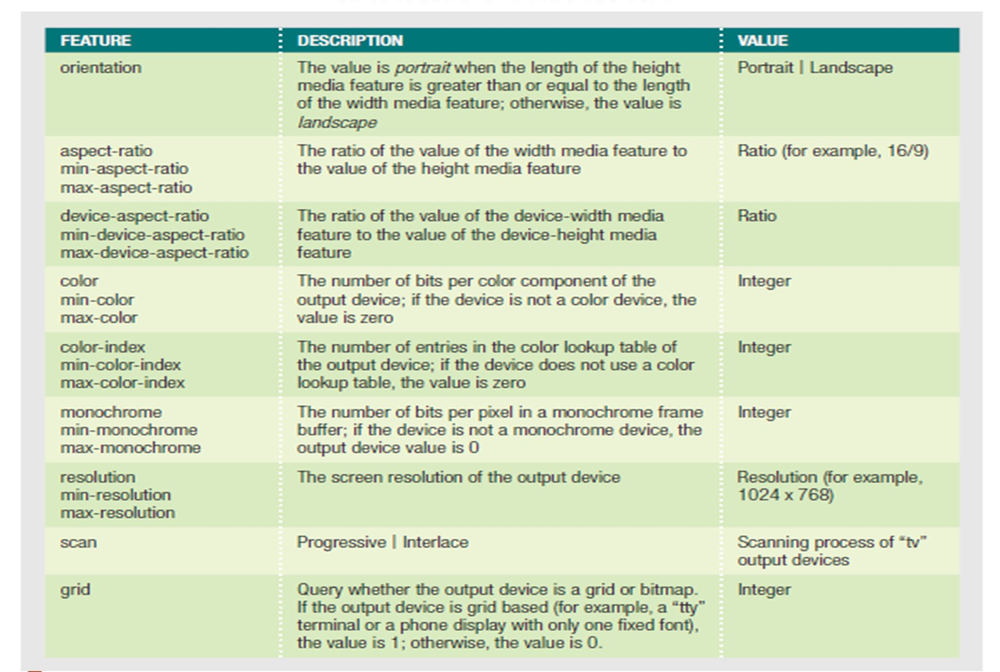 FEATURE DESCRIPTION VALUE
orientation
The value is portrait when the length of the height
media feature is greater than or equal to the length
of the width media feature; otherwise, the value is
landscape
Portrait | Landscape
aspect-ratio
min-aspect-ratio
max-aspect-ratio
The ratio of the value of the width media feature to
the value of the height media feature
Ratio (for example, 16/9)
device-aspect-ratio
min-device-aspect-ratio
max-device-aspect-ratio
The ratio of the value of the device-width media
feature to the value of the device-height media
feature
Ratio
color
min-color
max-color
The number of bits per color component of the
output device; if the device is not a color device, the
value is zero
Integer
color-index
min-color-index
max-color-index
The number of entries in the color lookup table of
the output device; if the device does not use a color
lookup table, the value is zero
Integer
monochrome
min-monochrome
max-monochrome
The number of bits per pixel in a monochrome frame
buffer; if the device is not a monochrome device, the
output device value is 0
Integer
resolution
min-resolution
max-resolution
The screen resolution of the output device
Resolution (for example,
1024 x 768)
scan
Progressive | Interlace
Scanning process of “tv”
output devices
grid
Query whether the output device is a grid or bitmap.
If the output device is grid based (for example, a “tty”
terminal or a phone display with only one fixed font),
the value is 1; otherwise, the value is 0.
Integer